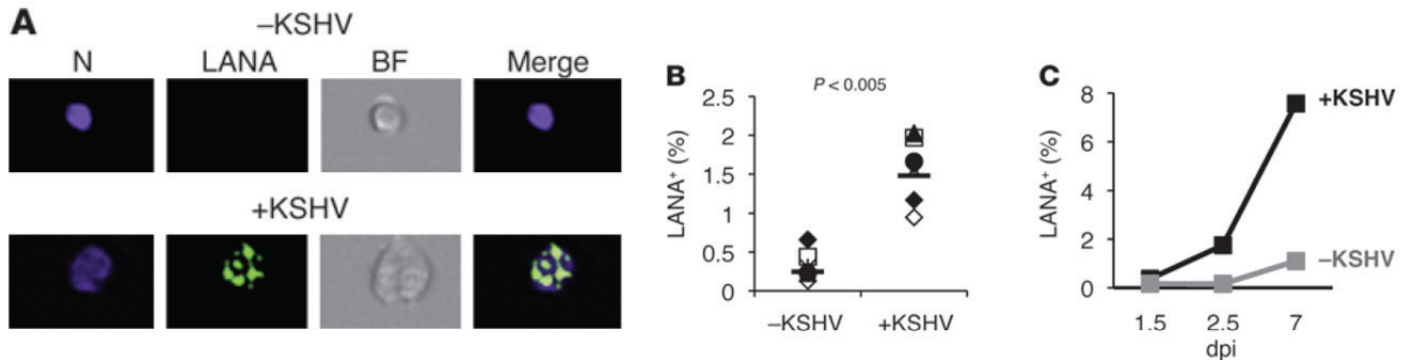 A
–KSHV
N LANA BF Merge
+KSHV
B
P < 0.005
LANA⁺ (%)
2.5
2
1.5
1
0.5
0
–KSHV +KSHV
C
LANA⁺ (%)
8
6
4
2
0
+KSHV
–KSHV
1.5 2.5 7
dpi